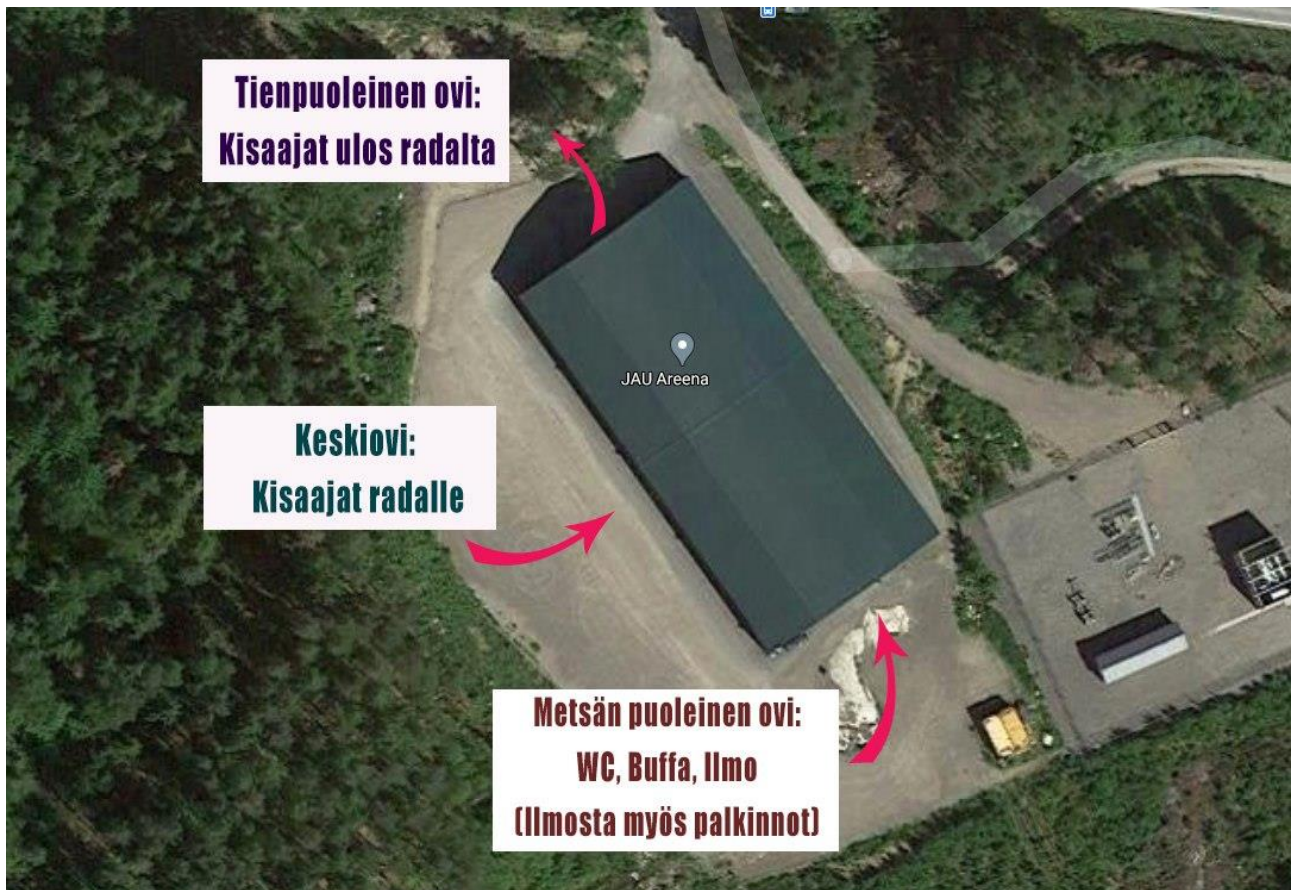 Tienpuoleinen ovi:
Kisaajat ulos radalta
JAU Areena
Keskiovi:
Kisaajat radalle
Metsän puoleinen ovi:
WC, Buffa, Ilmo
(Ilmosta myös palkinnot)